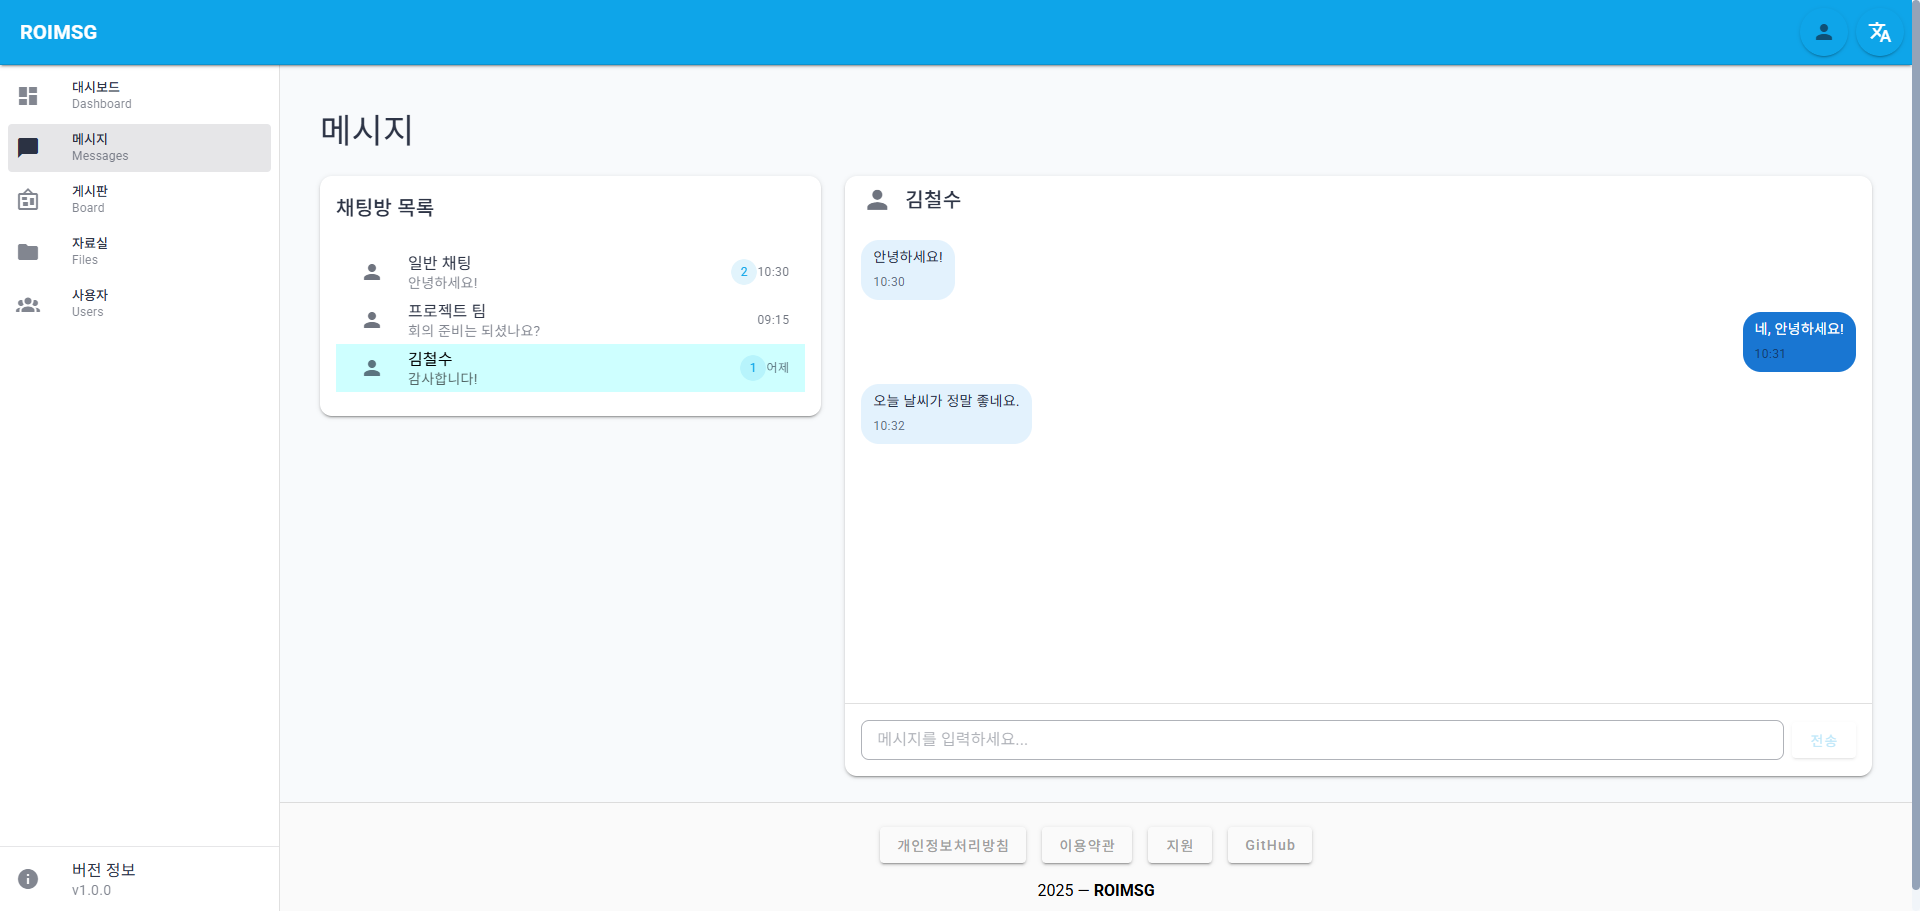 ROIMSG
대시보드
Dashboard
메시지
Messages
게시판
Board
자료실
Files
사용자
Users
버전 정보
v1.0.0
메시지
채팅방 목록
일반 채팅
안녕하세요!
2 10:30
프로젝트 팀
회의 준비는 되셨나요?
09:15
김철수
감사합니다!
1 어제
김철수
안녕하세요!
10:30
네, 안녕하세요!
10:31
오늘 날씨가 정말 좋네요.
10:32
메시지를 입력하세요...
전송
개인정보처리방침 이용약관 지원 GitHub
2025 — ROIMSG